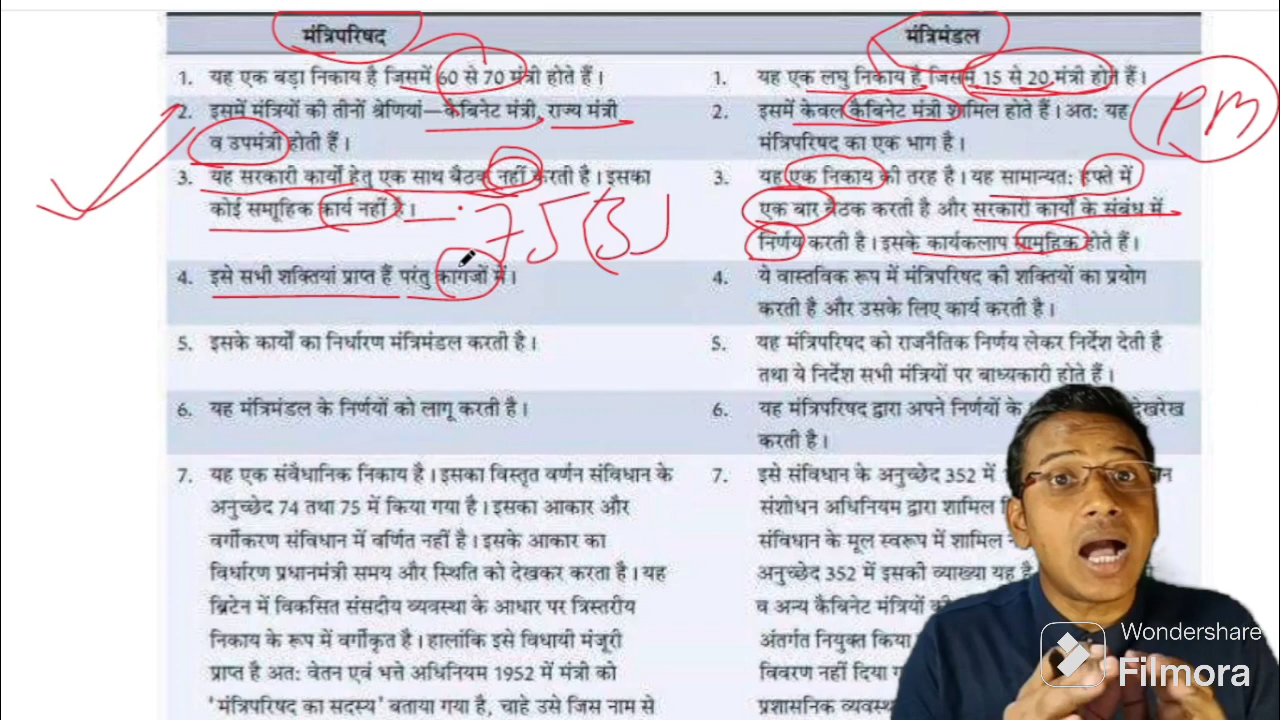 मंत्रिपरिषद
1. यह एक बड़ा निकाय है जिसमें 60 से 70 मंत्री होते हैं।
2. इसमें मंत्रियों की तीनों श्रेणियां—कैबिनेट मंत्री, राज्य मंत्री
व उपमंत्री होती हैं।
3. यह सरकारी कार्यों हेतु एक साथ बैठक नहीं करती है। इसका
कोई समाूहिक कार्य नहीं है।
75(3)
4. इसे सभी शक्तियां प्राप्त हैं परंतु कागजों में।
5. इसके कार्यों का निर्धारण मंत्रिमंडल करती है।
6. यह मंत्रिमंडल के निर्णयों को लागू करती है।
7. यह एक संवैधानिक निकाय है। इसका विस्तृत वर्णन संविधान के
अनुच्छेद 74 तथा 75 में किया गया है। इसका आकार और
वर्गीकरण संविधान में वर्णित नहीं है। इसके आकार का
विर्धारण प्रधानमंत्री समय और स्थिति को देखकर करता है। यह
ब्रिटेन में विकसित संसदीय व्यवस्था के आधार पर त्रिस्तरीय
निकाय के रूप में वर्गीकृत है। हालांकि इसे विधायी मंजूरी
प्राप्त है अत: वेतन एवं भत्ते अधिनियम 1952 में मंत्री को
'मंत्रिपरिषद का सदस्य' बताया गया है, चाहे उसे जिस नाम से
मंत्रिमंडल
1. यह एक लघु निकाय है जिसमें 15 से 20 मंत्री होते हैं।
2. इसमें केवल कैबिनेट मंत्री शामिल होते हैं। अत: यह
मंत्रिपरिषद का एक भाग है।
PM
3. यह एक निकाय की तरह है। यह सामान्यत: हफ्ते में
एक बार बैठक करती है और सरकारी कार्यों के संबंध में
निर्णय करती है। इसके कार्यकलाप सामुहिक होते हैं।
4. ये वास्तविक रूप में मंत्रिपरिषद की शक्तियों का प्रयोग
करती है और उसके लिए कार्य करती है।
5. यह मंत्रिपरिषद को राजनैतिक निर्णय लेकर निर्देश देती है
तथा ये निर्देश सभी मंत्रियों पर बाध्यकारी होते हैं।
6. यह मंत्रिपरिषद द्वारा अपने निर्णयों के देखरेख
करती है।
7. इसे संविधान के अनुच्छेद 352 में
संशोधन अधिनियम द्वारा शामिल
संविधान के मूल स्वरूप में शामिल
अनुच्छेद 352 में इसकी व्याख्या यह है
व अन्य कैबिनेट मंत्रियों की
अंतर्गत नियुक्त किया
विवरण नहीं दिया
प्रशासनिक
Wondershare
Filmora